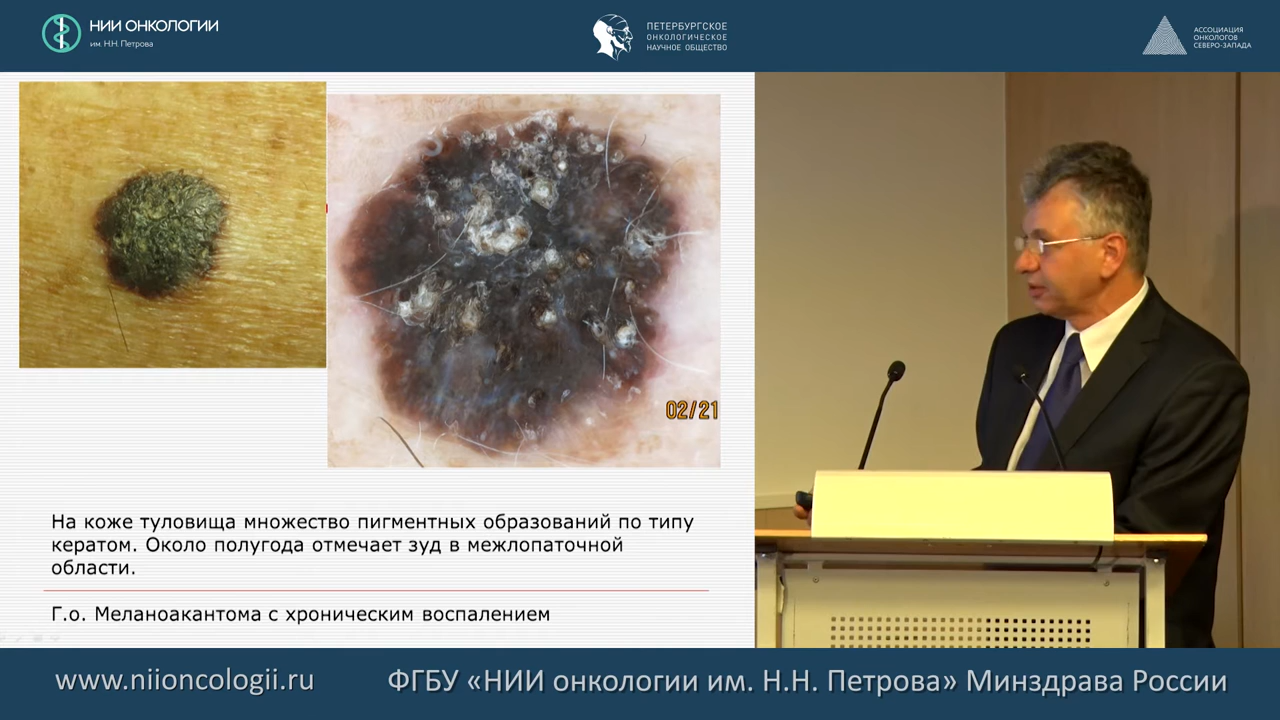 НИИ ОНКОЛОГИИ
им. Н.Н. Петрова
ПЕТЕРБУРГСКОЕ
ОНКОЛОГИЧЕСКОЕ
НАУЧНОЕ ОБЩЕСТВО
АССОЦИАЦИЯ
ОНКОЛОГОВ
СЕВЕРО-ЗАПАДА
02/21
На коже туловища множество пигментных образований по типу
кератом. Около полугода отмечает зуд в межлопаточной
области.
Г.о. Меланоакантома с хроническим воспалением
www.niioncologii.ru
ФГБУ «НИИ онкологии им. Н.Н. Петрова» Минздрава России